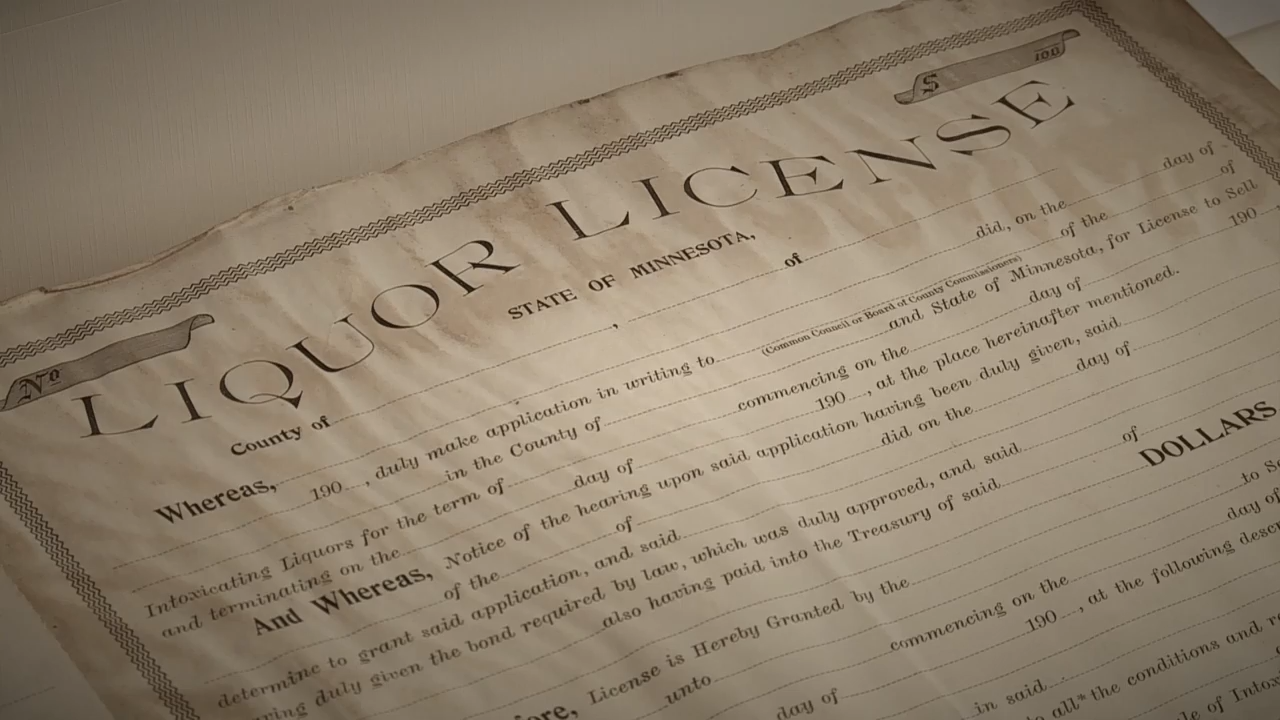 $ 100
No
LIQUOR LICENSE
STATE OF MINNESOTA,
County of , of
Whereas, did, on the day of
190 , duly make application in writing to of the of
(Common Council or Board of County Commissioners)
in the County of and State of Minnesota, for License to Sell
Intoxicating Liquors for the term of commencing on the day of 190
and terminating on the day of 190 , at the place hereinafter mentioned.
And Whereas, Notice of the hearing upon said application having been duly given, said
of the of did on the day of
determine to grant said application, and said
duly given the bond required by law, which was duly approved, and said of
also having paid into the Treasury of said
DOLLARS
License is Hereby Granted by the
unto to
commencing on the day of
day of 190 , at the following
in said
to all the conditions and
of